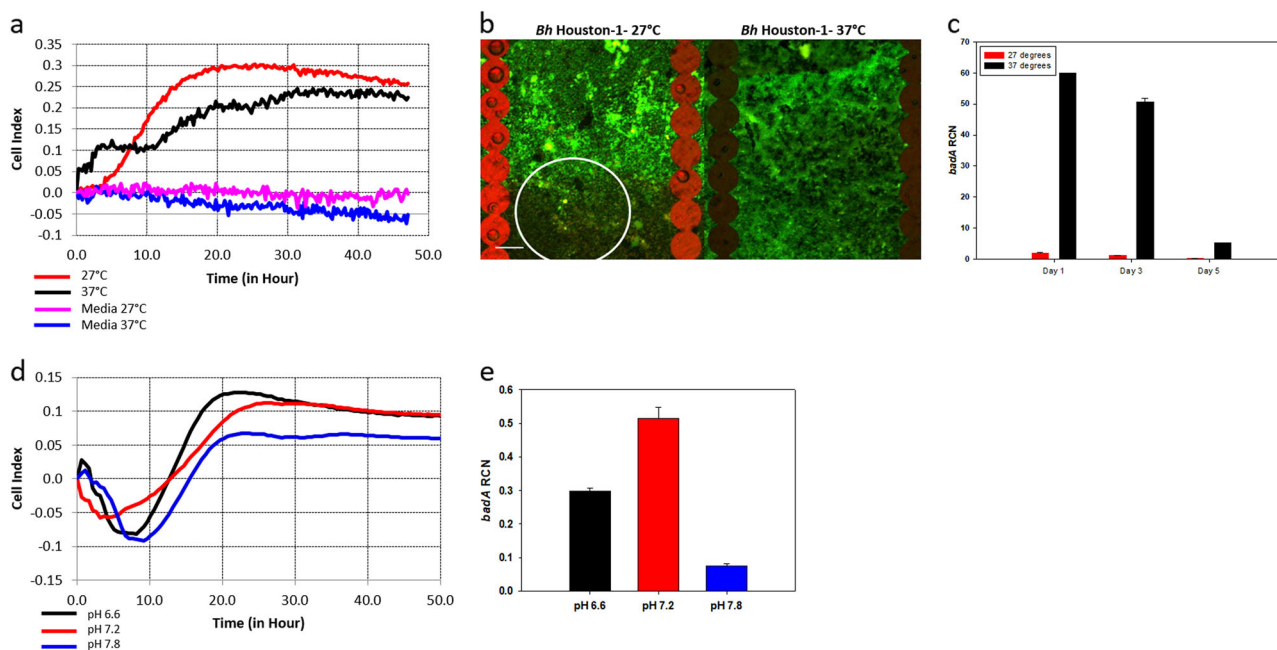 a
0.35
0.3
0.25
0.2
0.15
0.1
0.05
0.0
-0.05
-0.1
Cell Index
0.0 10.0 20.0 30.0 40.0 50.0
Time (in Hour)
27°C
37°C
Media 27°C
Media 37°C
b
Bh Houston-1- 27°C Bh Houston-1- 37°C
c
27 degrees
37 degrees
70
60
50
40
30
20
10
0
badA RCN
Day 1 Day 3 Day 5
d
0.15
0.1
0.05
0.0
-0.05
-0.1
-0.15
Cell Index
0.0 10.0 20.0 30.0 40.0 50.0
Time (in Hour)
pH 6.6
pH 7.2
pH 7.8
e
0.6
0.5
0.4
0.3
0.2
0.1
0.0
badA RCN
pH 6.6 pH 7.2 pH 7.8